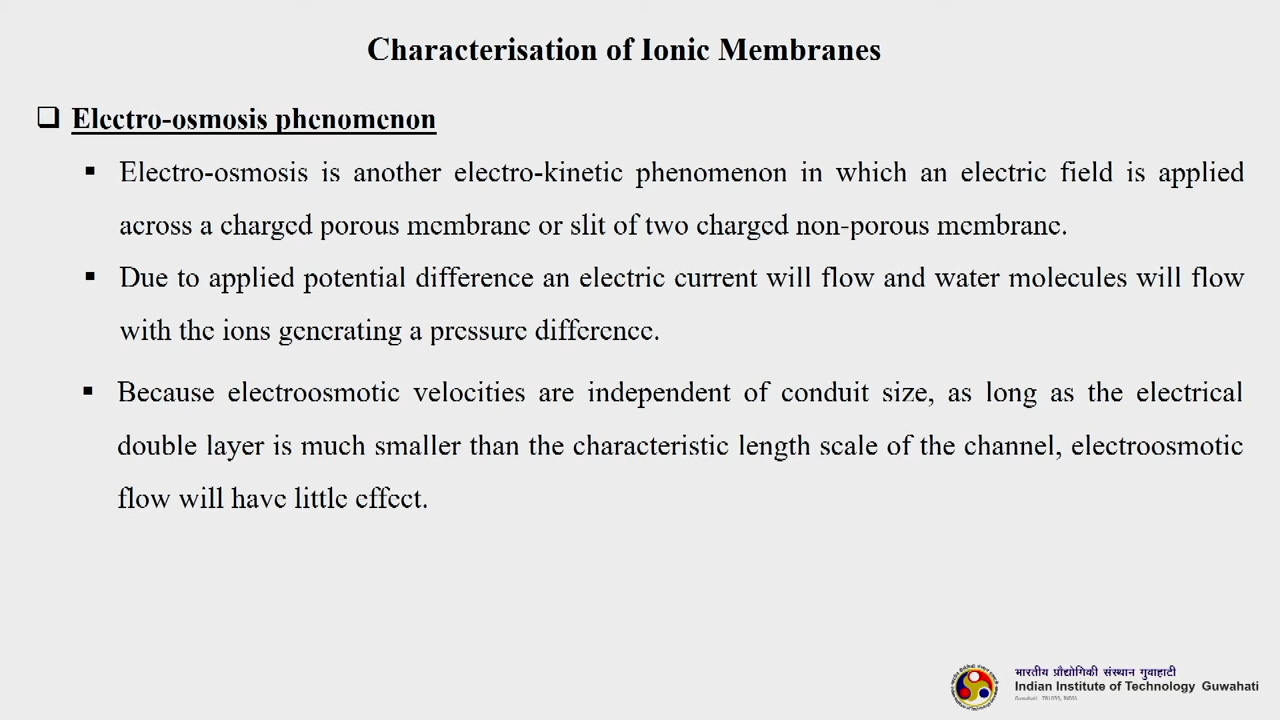 Characterisation of Ionic Membranes
❑ Electro-osmosis phenomenon
▪ Electro-osmosis is another electro-kinetic phenomenon in which an electric field is applied
across a charged porous membrane or slit of two charged non-porous membrane.
▪ Due to applied potential difference an electric current will flow and water molecules will flow
with the ions generating a pressure difference.
▪ Because electroosmotic velocities are independent of conduit size, as long as the electrical
double layer is much smaller than the characteristic length scale of the channel, electroosmotic
flow will have little effect.
भारतीय प्रौद्योगिकी संस्थान गुवाहाटी
Indian Institute of Technology Guwahati
Guwahati